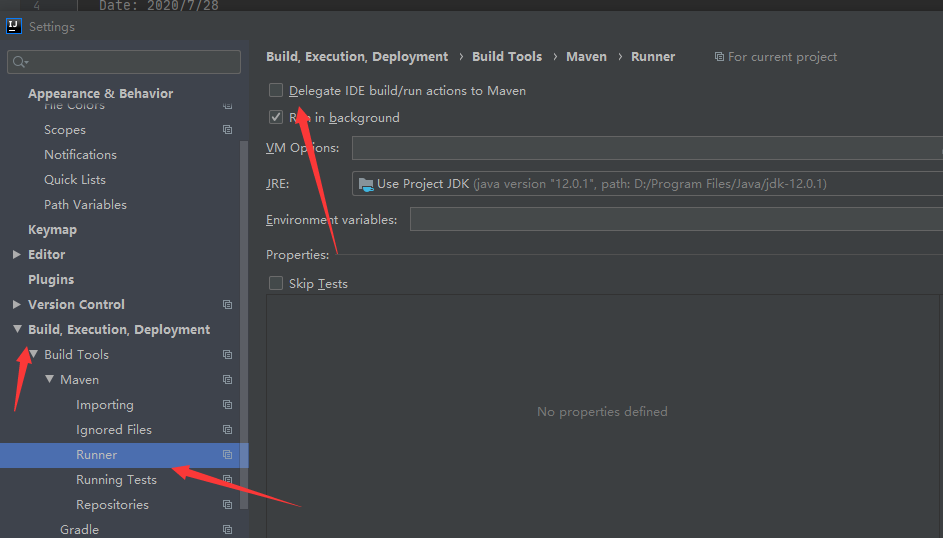 4 Date: 2020/7/28
Settings
Appearance & Behavior
File Colors
Scopes
Notifications
Quick Lists
Path Variables
Keymap
Editor
Plugins
Version Control
Build, Execution, Deployment
Build Tools
Maven
Importing
Ignored Files
Runner
Running Tests
Repositories
Gradle
Build, Execution, Deployment › Build Tools › Maven › Runner For current project
Delegate IDE build/run actions to Maven
Run in background
VM Options:
JRE: Use Project JDK (java version "12.0.1", path: D:/Program Files/Java/jdk-12.0.1)
Environment variables:
Properties:
Skip Tests
No properties defined